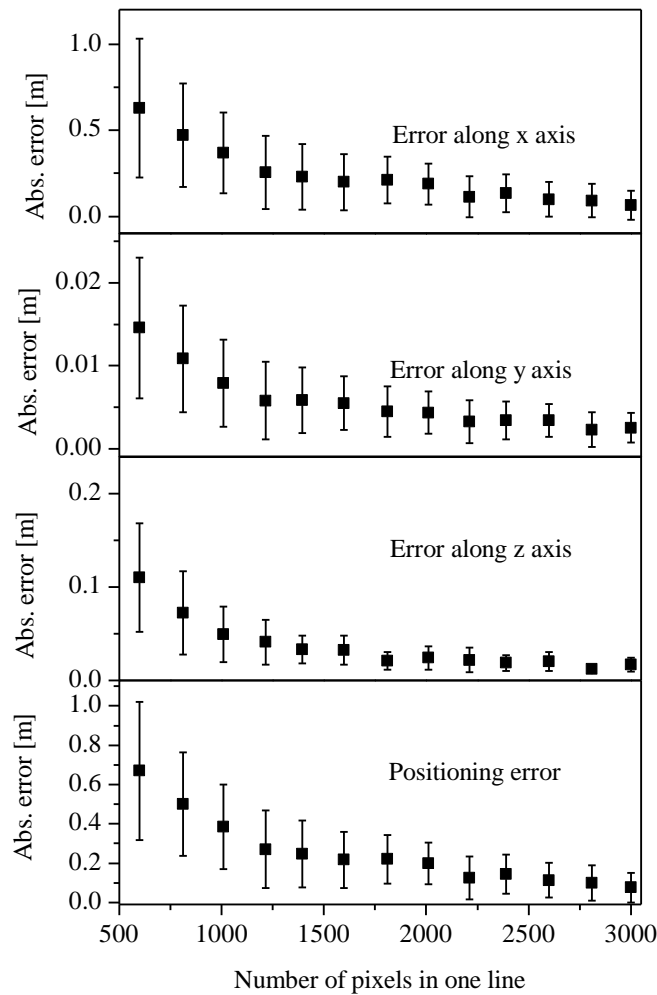 1.0
0.5
0.0
Abs. error [m]
Error along x axis
0.02
0.01
0.00
Abs. error [m]
Error along y axis
0.2
0.1
0.0
Abs. error [m]
Error along z axis
1.0
0.8
0.6
0.4
0.2
0.0
Abs. error [m]
Positioning error
500 1000 1500 2000 2500 3000
Number of pixels in one line